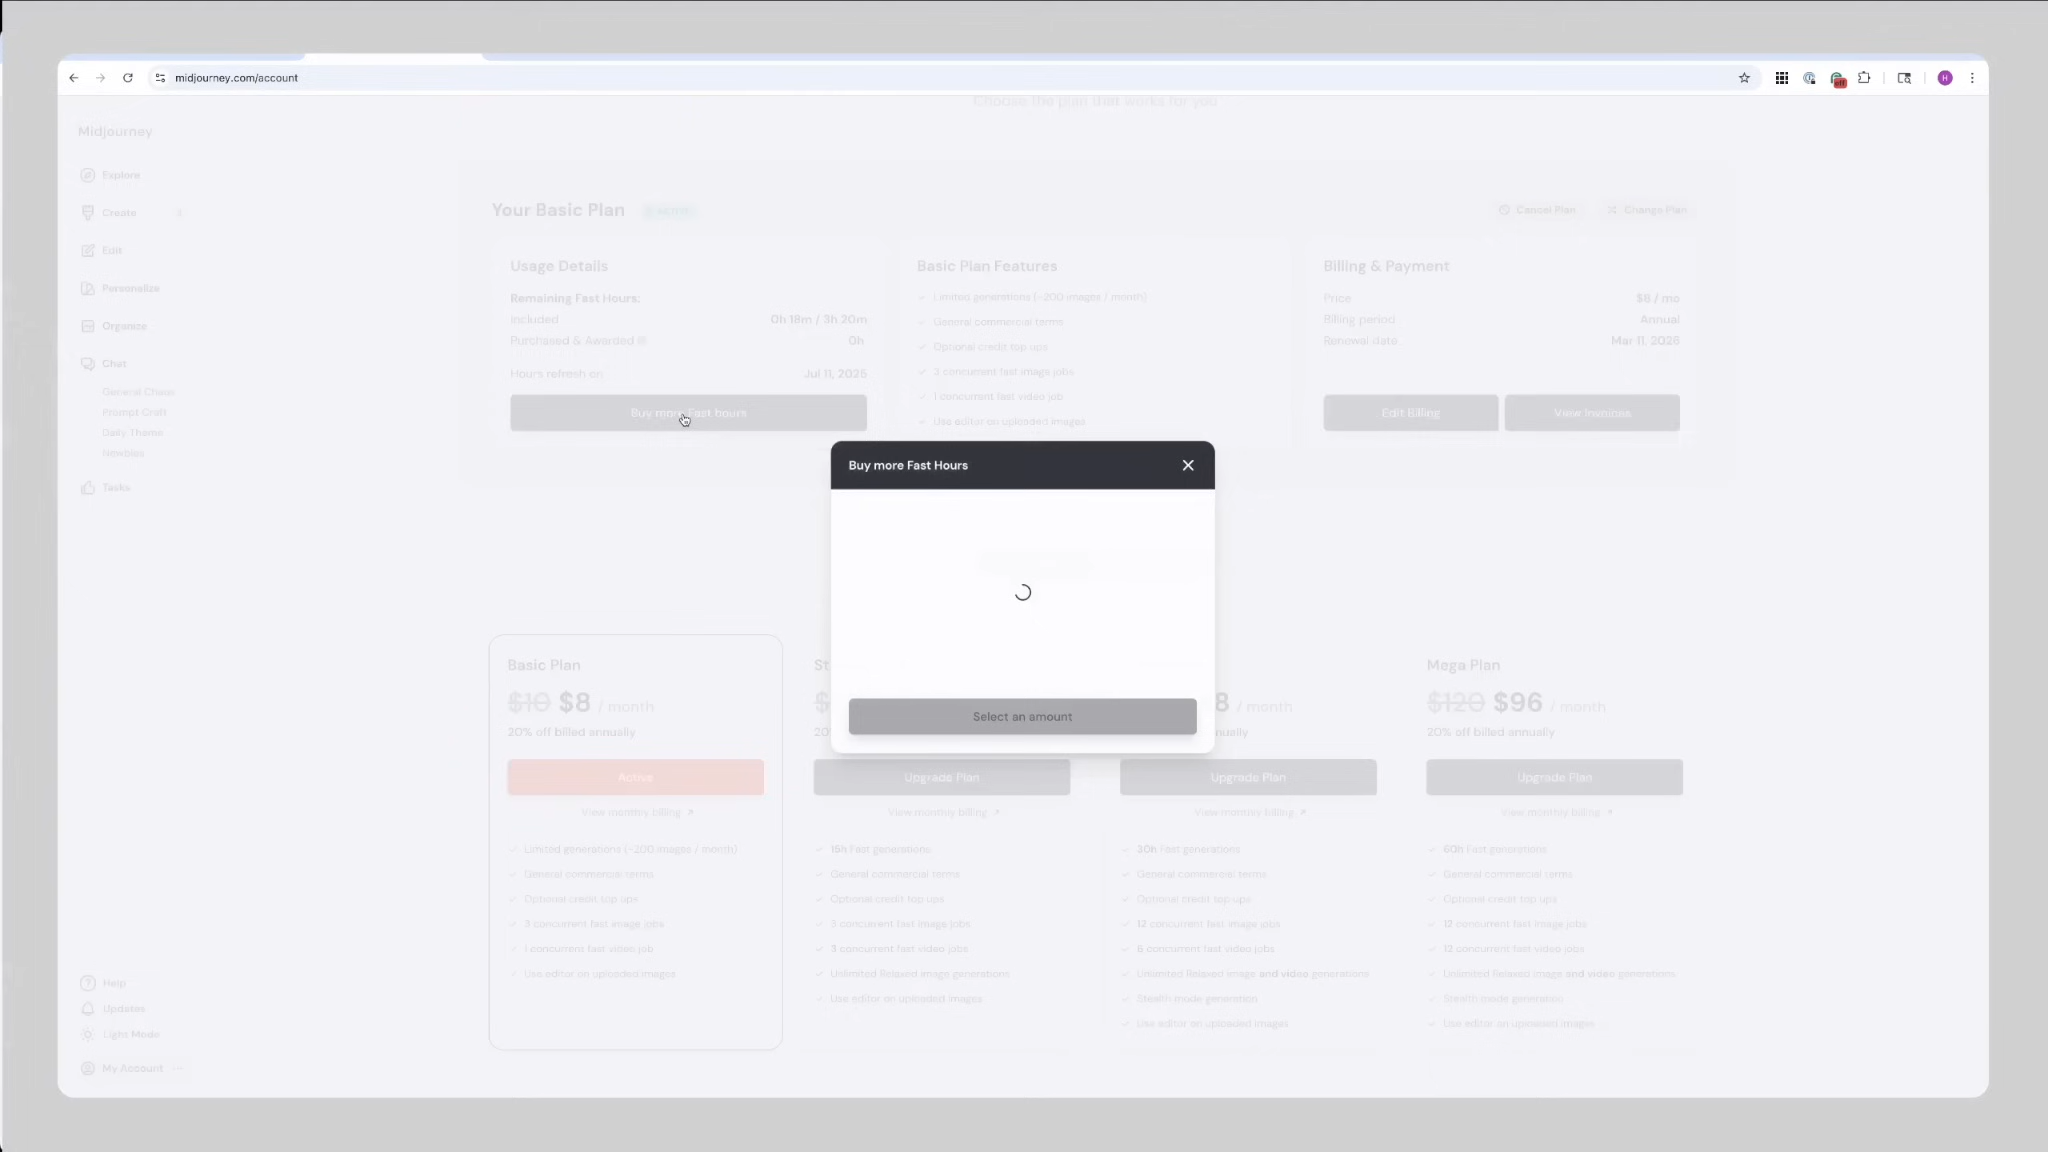 midjourney.com/account
H
Choose the plan that works for you
Midjourney
Explore
Create
Edit
Personalize
Organize
Chat
General Chaos
Prompt Craft
Daily Theme
Newbies
Tasks
Help
Updates
Light Mode
My Account ...
Your Basic Plan
Cancel Plan
Change Plan
Usage Details
Remaining Fast Hours:
Included 0h 18m / 3h 20m
Purchased & Awarded 0h
Hours refresh on Jul 11, 2025
Buy more Fast hours
Basic Plan Features
Limited generations (~200 images / month)
General commercial terms
Optional credit top ups
3 concurrent fast image jobs
1 concurrent fast video job
Use editor on uploaded images
Billing & Payment
Price $8 / mo
Billing period Annual
Renewal date Mar 11, 2026
Edit Billing
View Invoices
Buy more Fast Hours
Select an amount
Basic Plan
$10 $8 / month
20% off billed annually
Active
View monthly billing ↗
Limited generations (~200 images / month)
General commercial terms
Optional credit top ups
3 concurrent fast image jobs
1 concurrent fast video job
Use editor on uploaded images
St
$
20
Upgrade Plan
View monthly billing ↗
15h Fast generations
General commercial terms
Optional credit top ups
3 concurrent fast image jobs
3 concurrent fast video jobs
Unlimited Relaxed image generations
Use editor on uploaded images
8 / month
nually
Upgrade Plan
View monthly billing ↗
30h Fast generations
General commercial terms
Optional credit top ups
12 concurrent fast image jobs
6 concurrent fast video jobs
Unlimited Relaxed image and video generations
Stealth mode generation
Use editor on uploaded images
Mega Plan
$120 $96 / month
20% off billed annually
Upgrade Plan
View monthly billing ↗
60h Fast generations
General commercial terms
Optional credit top ups
12 concurrent fast image jobs
12 concurrent fast video jobs
Unlimited Relaxed image and video generations
Stealth mode generation
Use editor on uploaded images